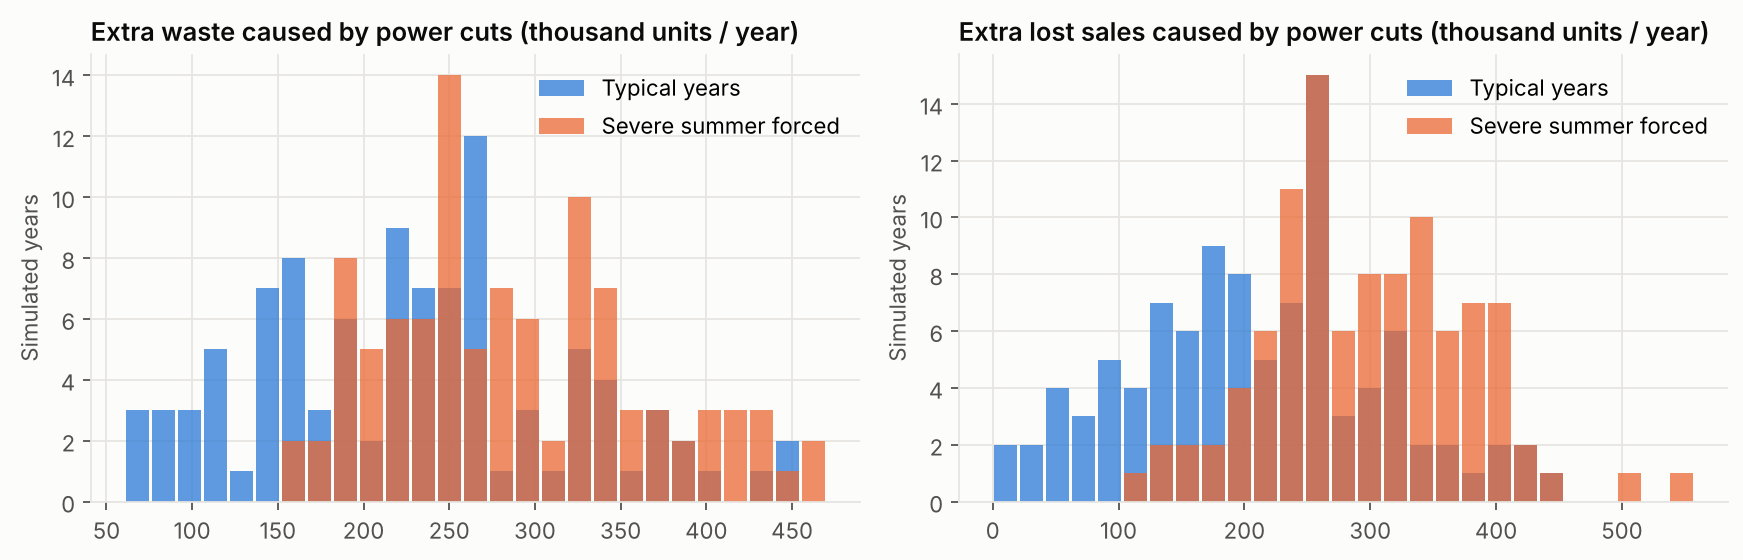 Extra waste caused by power cuts (thousand units / year)
Typical years
Severe summer forced
Simulated years
14
12
10
8
6
4
2
0
50 100 150 200 250 300 350 400 450
Extra lost sales caused by power cuts (thousand units / year)
Typical years
Severe summer forced
Simulated years
14
12
10
8
6
4
2
0
0 100 200 300 400 500